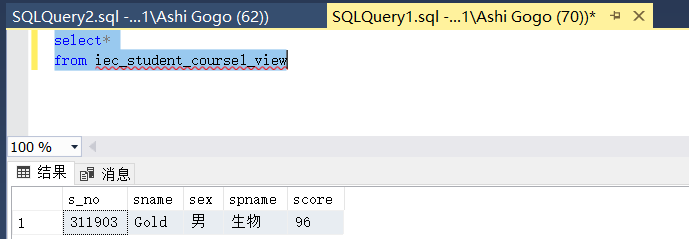 SQLQuery2.sql -...1\Ashi Gogo (62)) SQLQuery1.sql -...1\Ashi Gogo (70))*
select*
from iec_student_coursel_view
100 %
结果 消息
s_no sname sex spname score
1 311903 Gold 男 生物 96